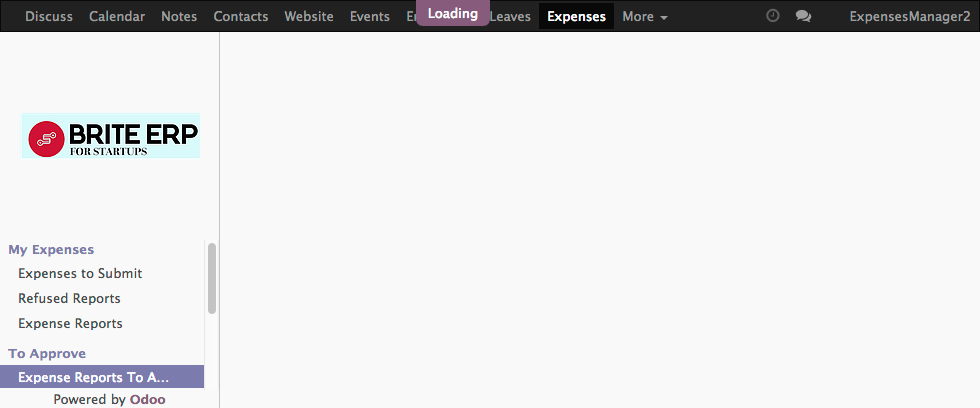 Discuss Calendar Notes Contacts Website Events Loading Leaves Expenses More ExpensesManager2
BRITE ERP
FOR STARTUPS
My Expenses
Expenses to Submit
Refused Reports
Expense Reports
To Approve
Expense Reports To A...
Powered by Odoo